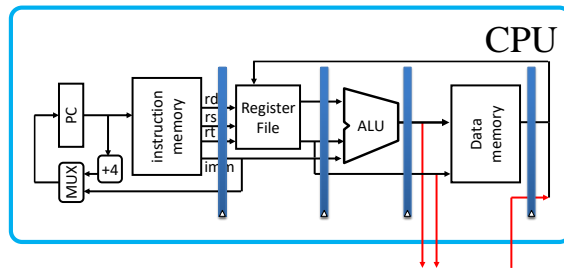 CPU
PC
+4
MUX
instruction
memory
rd
rs
rt
imm
Register
File
ALU
Data
memory